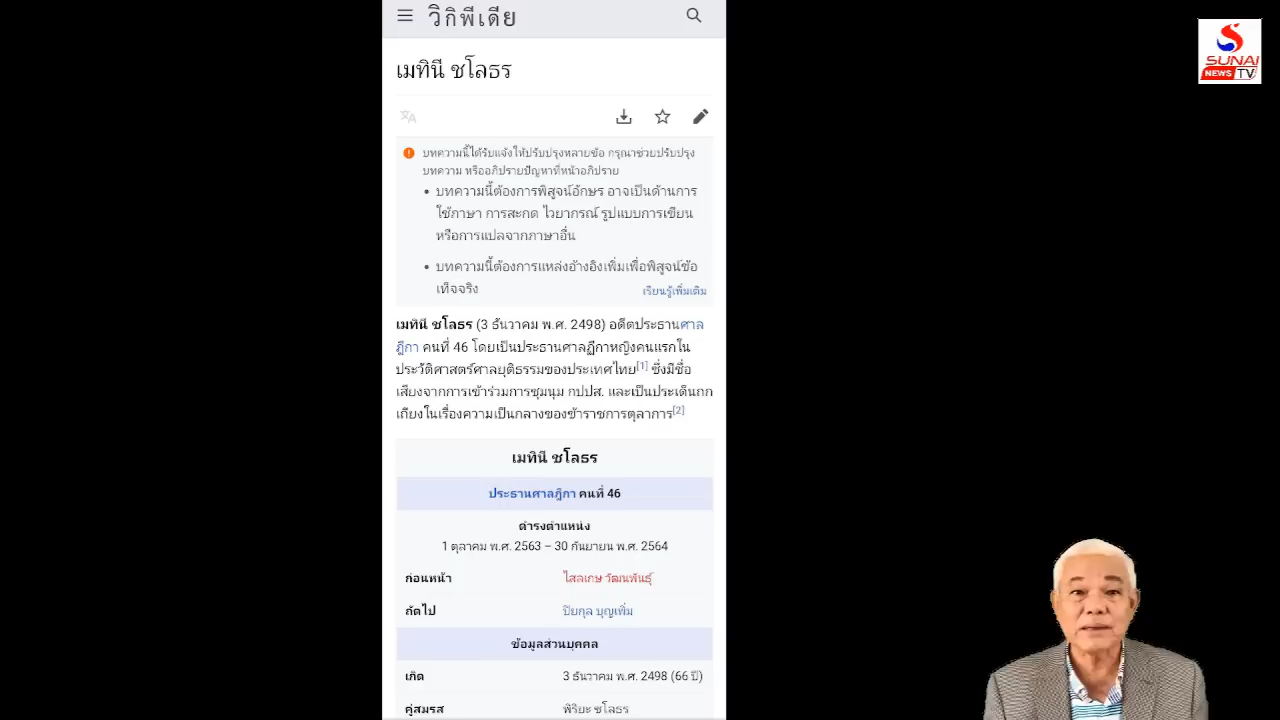 วิกิพีเดีย
SUNAI
NEWS TV
เมทินี ชโลธร
บทความนี้ได้รับแจ้งให้ปรับปรุงหลายข้อ กรุณาช่วยปรับปรุง
บทความ หรืออภิปรายปัญหาที่หน้าอภิปราย
• บทความนี้ต้องการพิสูจน์อักษร อาจเป็นด้านการ
ใช้ภาษา การสะกด ไวยากรณ์ รูปแบบการเขียน
หรือการแปลจากภาษาอื่น
• บทความนี้ต้องการแหล่งอ้างอิงเพิ่มเพื่อพิสูจน์ข้อ
เท็จจริง
เรียนรู้เพิ่มเติม
เมทินี ชโลธร (3 ธันวาคม พ.ศ. 2498) อดีตประธานศาล
ฎีกา คนที่ 46 โดยเป็นประธานศาลฎีกาหญิงคนแรกใน
ประวัติศาสตร์ศาลยุติธรรมของประเทศไทย[1] ซึ่งมีชื่อ
เสียงจากการเข้าร่วมการชุมนุม กปปส. และเป็นประเด็นถก
เถียงในเรื่องความเป็นกลางของข้าราชการตุลาการ[2]
เมทินี ชโลธร
ประธานศาลฎีกา คนที่ 46
ดำรงตำแหน่ง
1 ตุลาคม พ.ศ. 2563 – 30 กันยายน พ.ศ. 2564
ก่อนหน้า ไสลเกษ วัฒนพันธุ์
ถัดไป ปิยกุล บุญเพิ่ม
ข้อมูลส่วนบุคคล
เกิด 3 ธันวาคม พ.ศ. 2498 (66 ปี)
คู่สมรส พิริยะ ชโลธร